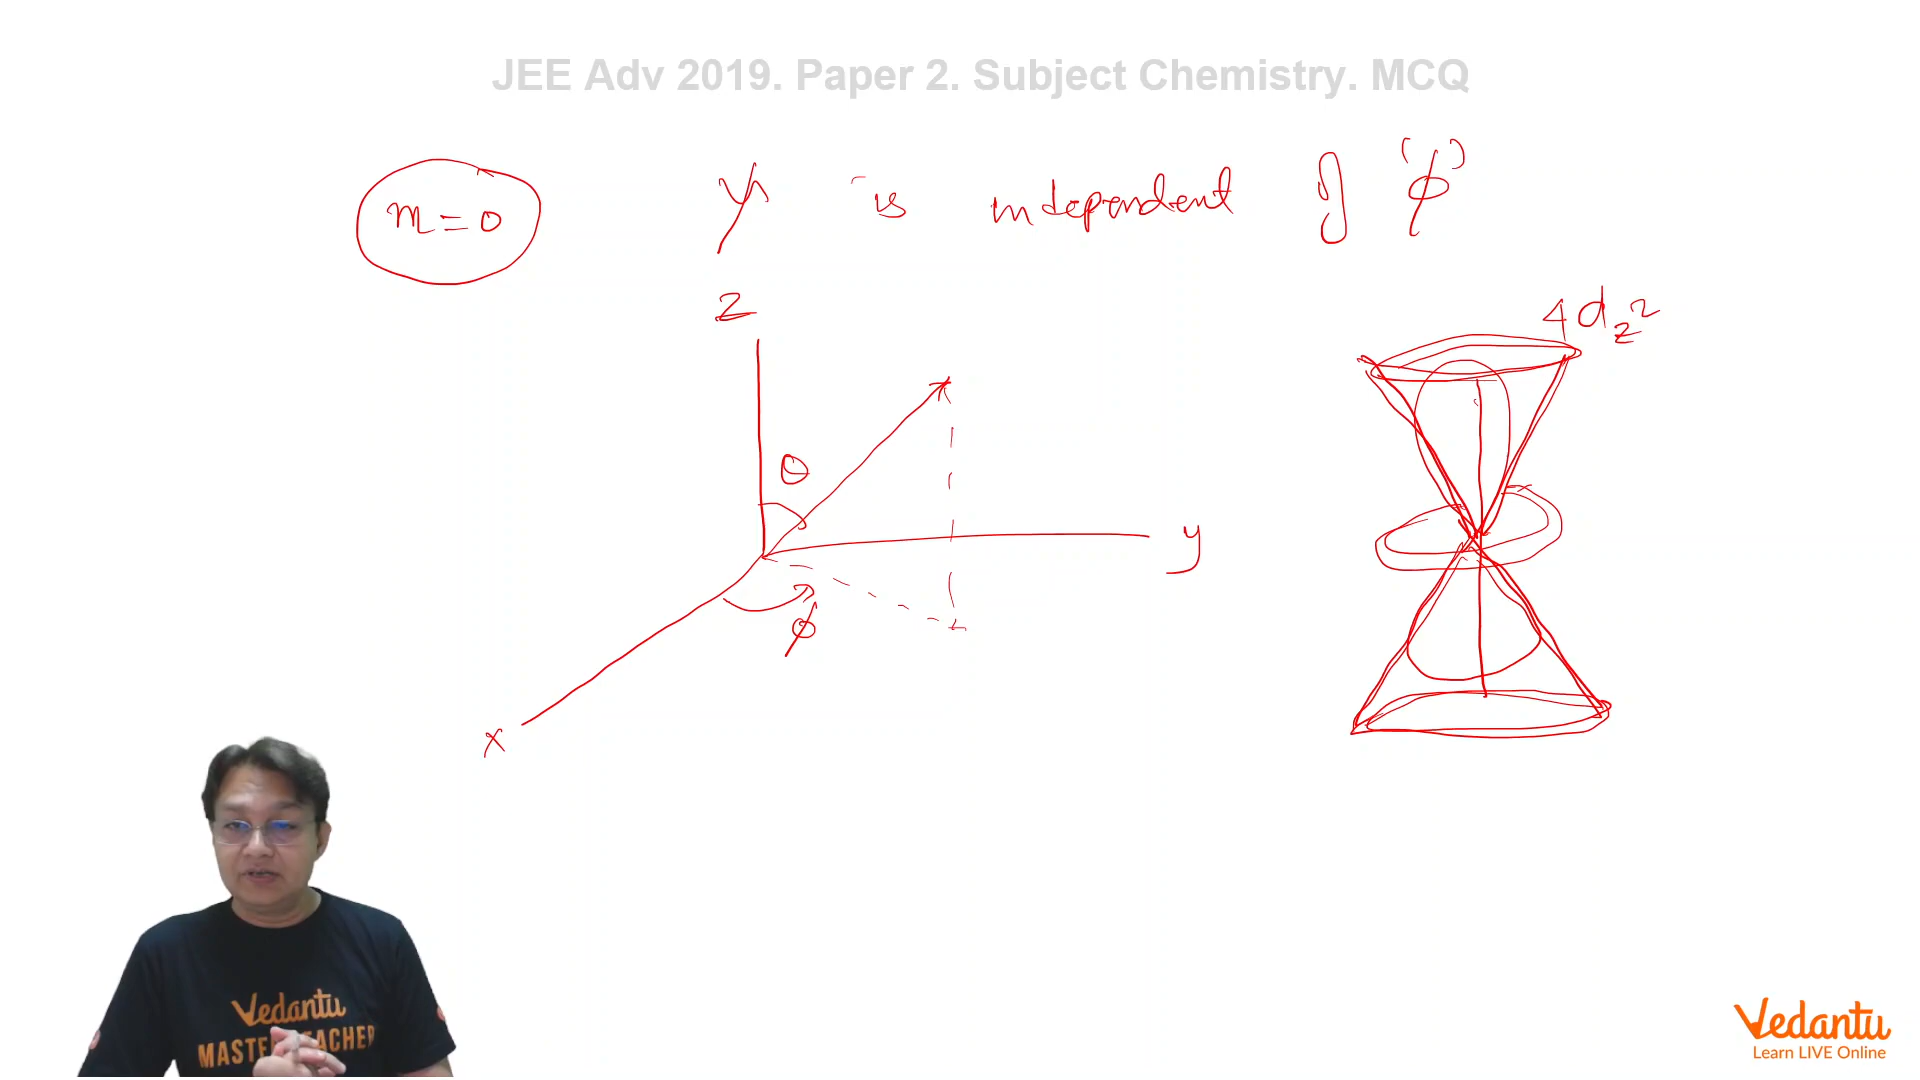 JEE Adv 2019. Paper 2. Subject Chemistry. MCQ
m = 0
ψ is independent of 'ϕ'
z
4d_z²
θ
y
ϕ
x
Vedantu
MASTER TEACHER
Vedantu
Learn LIVE Online